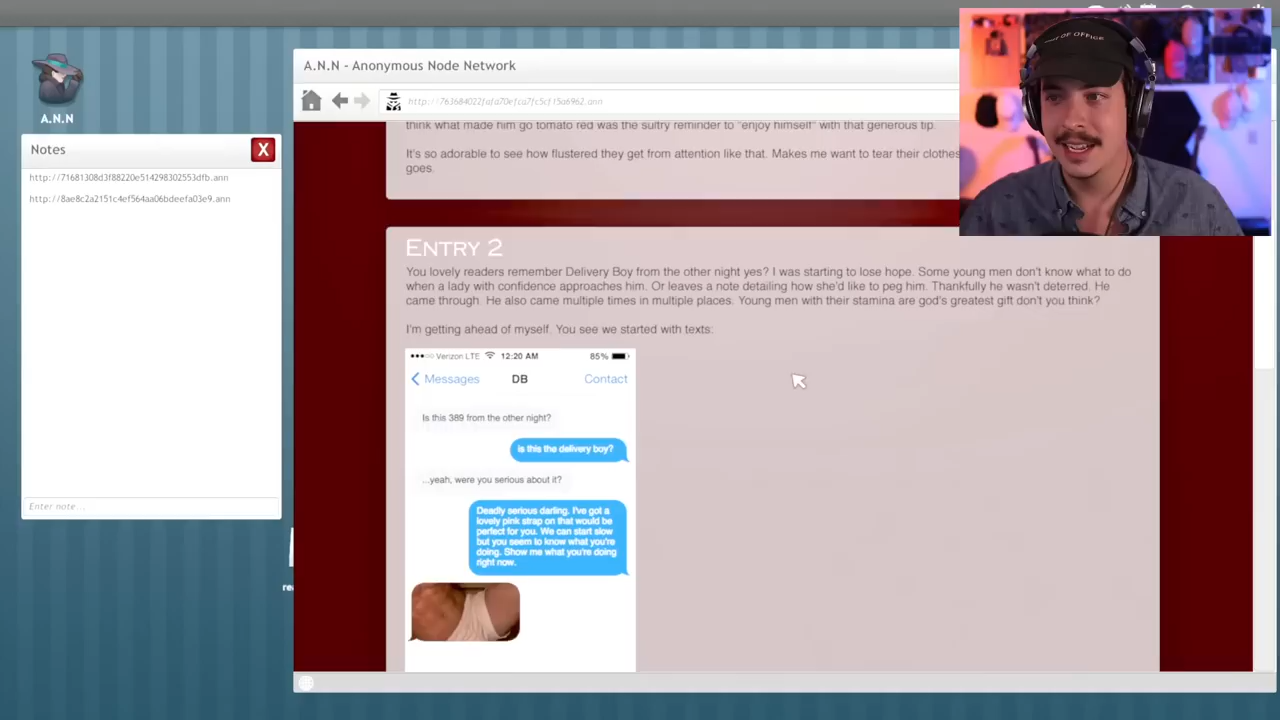 A.N.N - Anonymous Node Network
A.N.N
Notes
X
http://71681308d3f88220e514298302553dfb.ann
http://8ae8c2a2151c4ef564aa06bdeefa03e9.ann
Enter note...
think what made him go tomato red was the sultry reminder to "enjoy himself" with that generous tip.
It's so adorable to see how flustered they get from attention like that. Makes me want to tear their clothes
goes.
OF OFFICE
Entry 2
You lovely readers remember Delivery Boy from the other night yes? I was starting to lose hope. Some young men don't know what to do
when a lady with confidence approaches him. Or leaves a note detailing how she'd like to peg him. Thankfully he wasn't deterred. He
came through. He also came multiple times in multiple places. Young men with their stamina are god's greatest gift don't you think?
I'm getting ahead of myself. You see we started with texts:
Verizon LTE 12:20 AM 85%
Messages DB Contact
Is this 389 from the other night?
is this the delivery boy?
...yeah, were you serious about it?
Deadly serious darling. I've got a
lovely pink strap on that would be
perfect for you. We can start slow
but you seem to know what you're
doing. Show me what you're doing
right now.